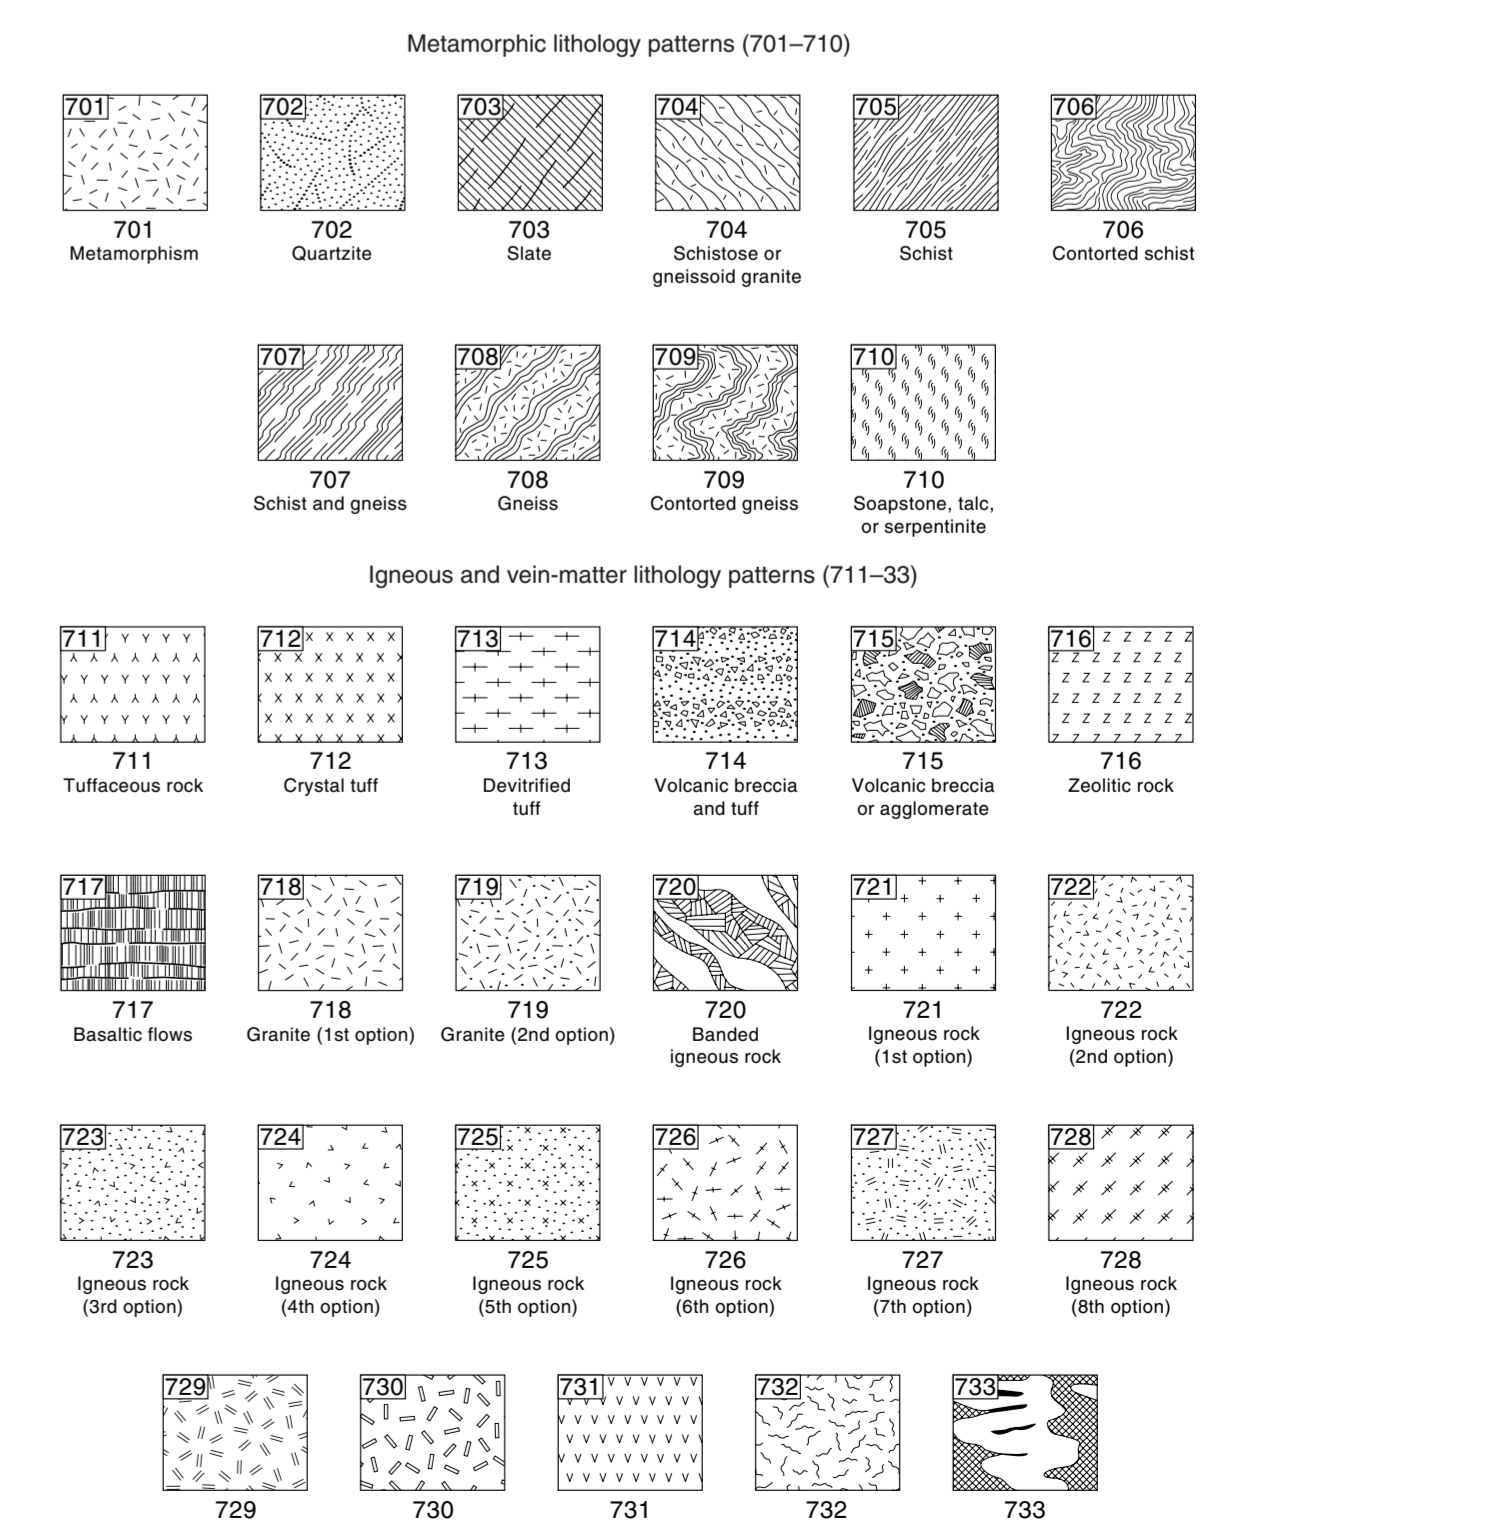 Metamorphic lithology patterns (701–710)
701 702 703 704 705 706
701 702 703 704 705 706
Metamorphism Quartzite Slate Schistose or Schist Contorted schist
gneissoid granite
707 708 709 710
707 708 709 710
Schist and gneiss Gneiss Contorted gneiss Soapstone, talc,
or serpentinite
Igneous and vein-matter lithology patterns (711–33)
711 712 713 714 715 716
711 712 713 714 715 716
Tuffaceous rock Crystal tuff Devitrified Volcanic breccia Volcanic breccia Zeolitic rock
tuff and tuff or agglomerate
717 718 719 720 721 722
717 718 719 720 721 722
Basaltic flows Granite (1st option) Granite (2nd option) Banded Igneous rock Igneous rock
igneous rock (1st option) (2nd option)
723 724 725 726 727 728
723 724 725 726 727 728
Igneous rock Igneous rock Igneous rock Igneous rock Igneous rock Igneous rock
(3rd option) (4th option) (5th option) (6th option) (7th option) (8th option)
729 730 731 732 733
729 730 731 732 733